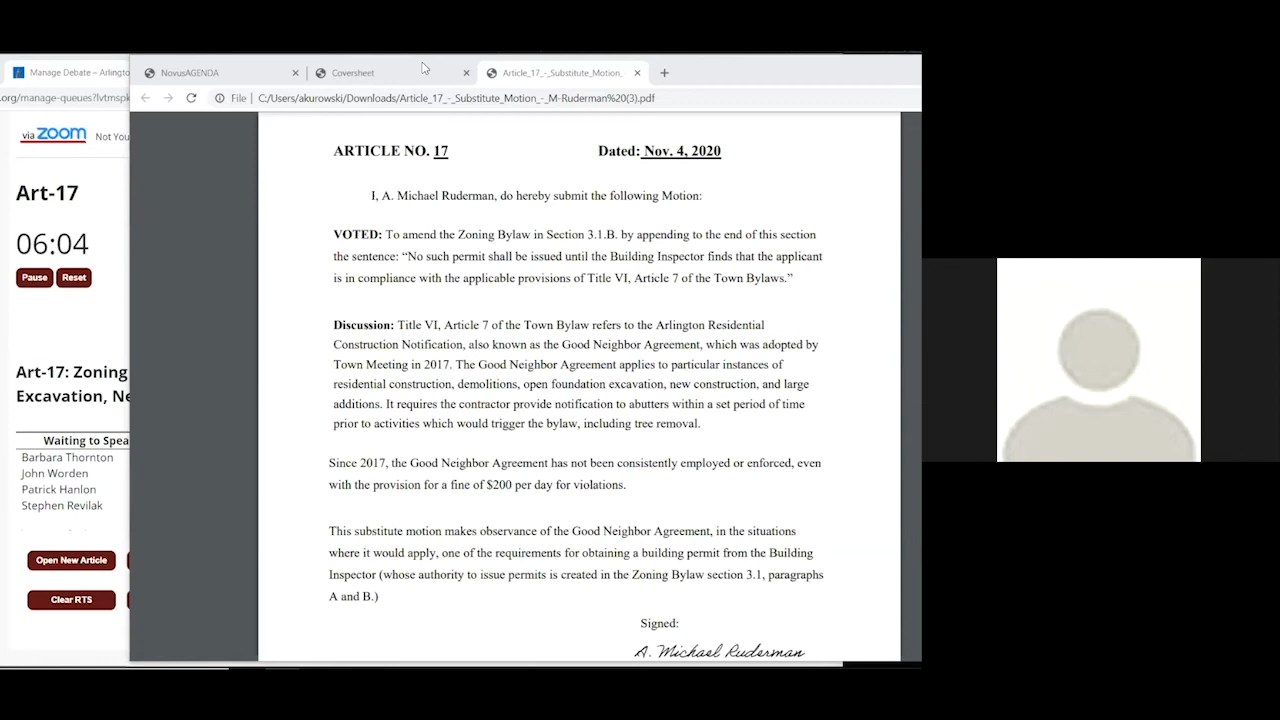 Manage Debate – Arlingto
NovusAGENDA
Coversheet
Article_17_-_Substitute_Motion_
.org/manage-queues?lvtmspk
File | C:/Users/akurowski/Downloads/Article_17_-_Substitute_Motion_-_M-Ruderman%20(3).pdf
via zoom Not You
Art-17
06:04
Pause Reset
Art-17: Zoning
Excavation, Ne
Waiting to Spea
Barbara Thornton
John Worden
Patrick Hanlon
Stephen Revilak
Open New Article
Clear RTS
ARTICLE NO. 17 Dated: Nov. 4, 2020
I, A. Michael Ruderman, do hereby submit the following Motion:
VOTED: To amend the Zoning Bylaw in Section 3.1.B. by appending to the end of this section
the sentence: “No such permit shall be issued until the Building Inspector finds that the applicant
is in compliance with the applicable provisions of Title VI, Article 7 of the Town Bylaws.”
Discussion: Title VI, Article 7 of the Town Bylaw refers to the Arlington Residential
Construction Notification, also known as the Good Neighbor Agreement, which was adopted by
Town Meeting in 2017. The Good Neighbor Agreement applies to particular instances of
residential construction, demolitions, open foundation excavation, new construction, and large
additions. It requires the contractor provide notification to abutters within a set period of time
prior to activities which would trigger the bylaw, including tree removal.
Since 2017, the Good Neighbor Agreement has not been consistently employed or enforced, even
with the provision for a fine of $200 per day for violations.
This substitute motion makes observance of the Good Neighbor Agreement, in the situations
where it would apply, one of the requirements for obtaining a building permit from the Building
Inspector (whose authority to issue permits is created in the Zoning Bylaw section 3.1, paragraphs
A and B.)
Signed:
A. Michael Ruderman